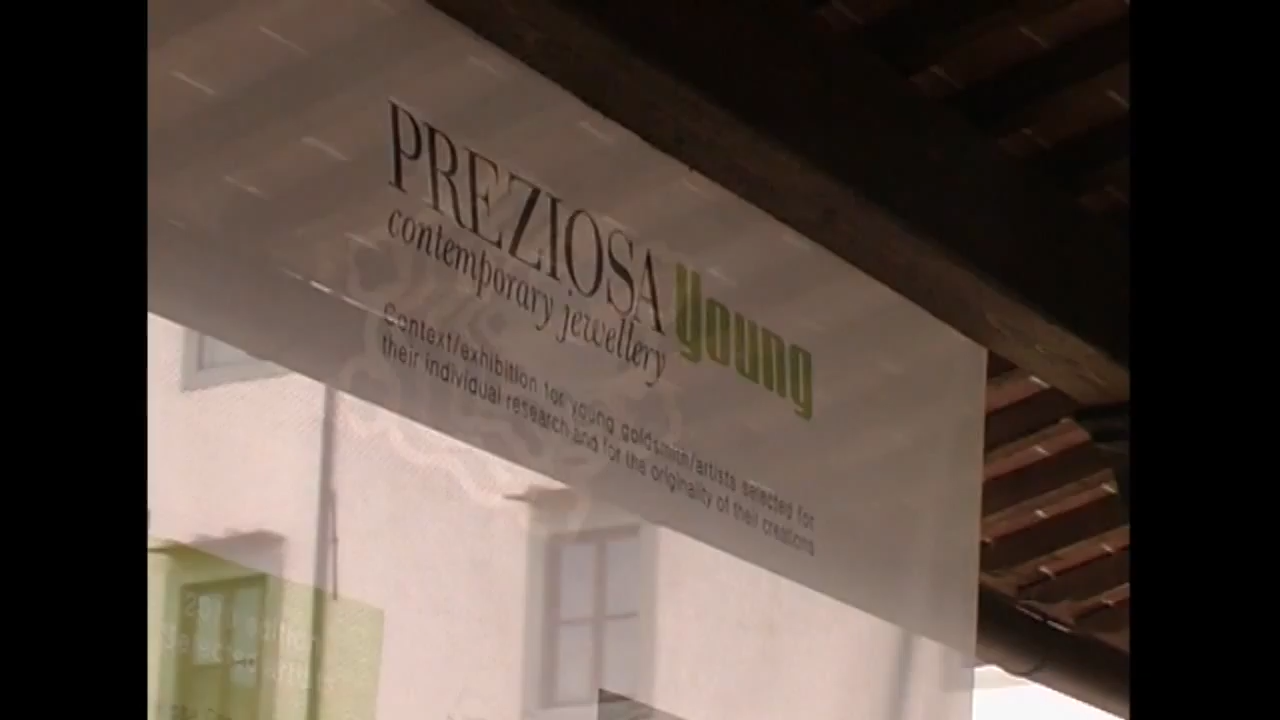 PREZIOSA young
contemporary jewellery
Context/exhibition for young goldsmith/artists selected for
their individual research and for the originality of their creations